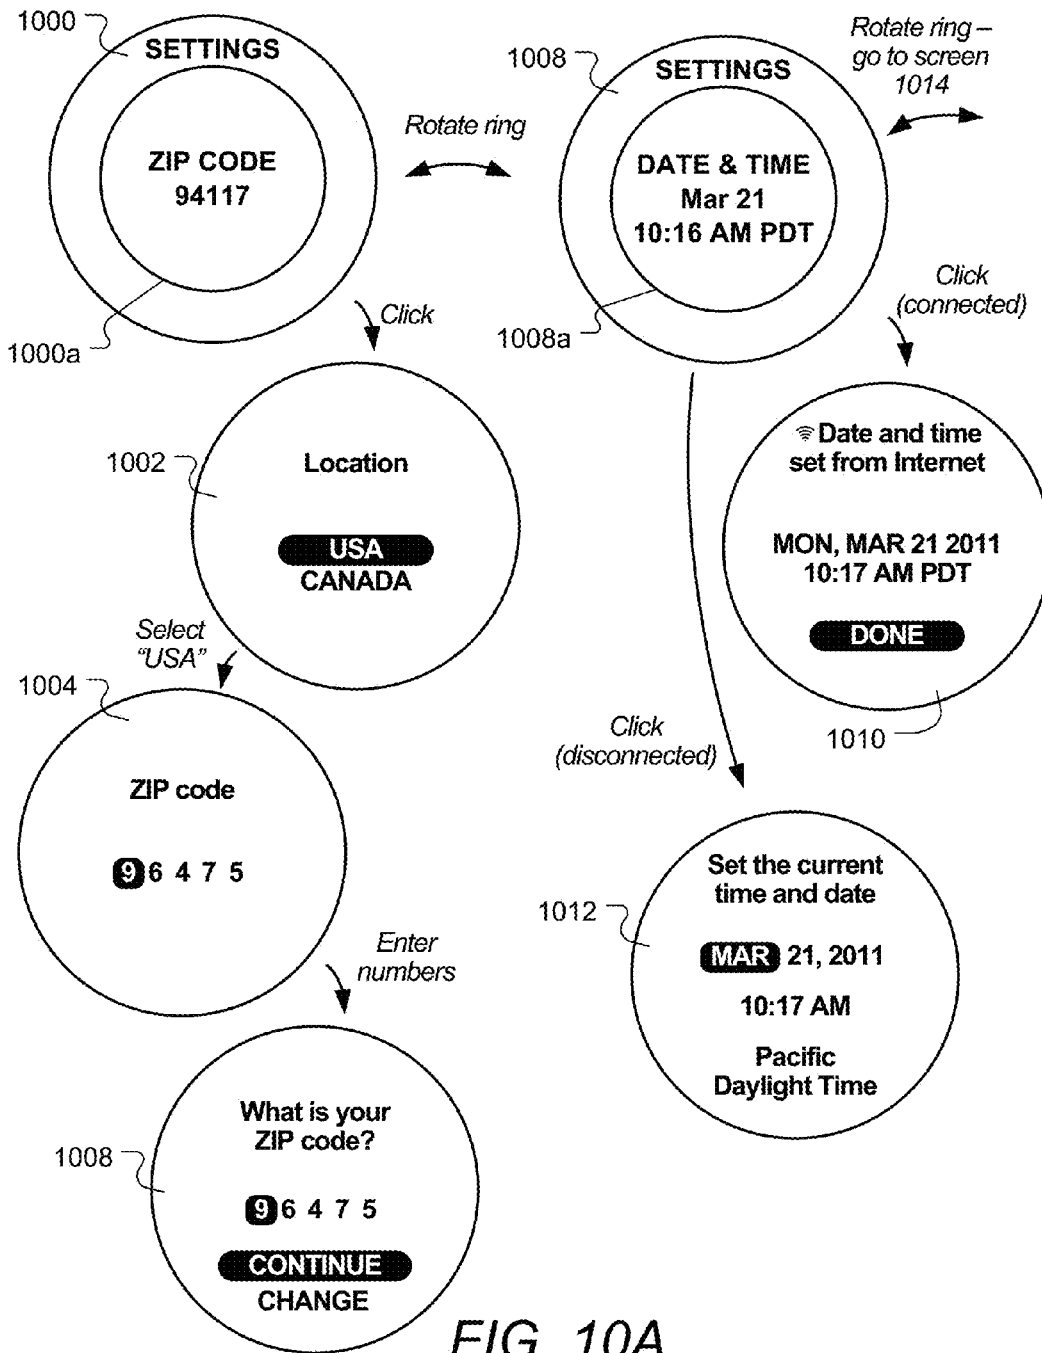 1000
SETTINGS
ZIP CODE
94117
1000a
Rotate ring
1008
SETTINGS
DATE & TIME
Mar 21
10:16 AM PDT
1008a
Rotate ring –
go to screen
1014
Click
Click
(connected)
1002
Location
USA
CANADA
Date and time
set from Internet
MON, MAR 21 2011
10:17 AM PDT
DONE
1010
Select
“USA”
1004
ZIP code
9 6 4 7 5
Click
(disconnected)
Enter
numbers
1012
Set the current
time and date
MAR 21, 2011
10:17 AM
Pacific
Daylight Time
1008
What is your
ZIP code?
9 6 4 7 5
CONTINUE
CHANGE
FIG. 10A